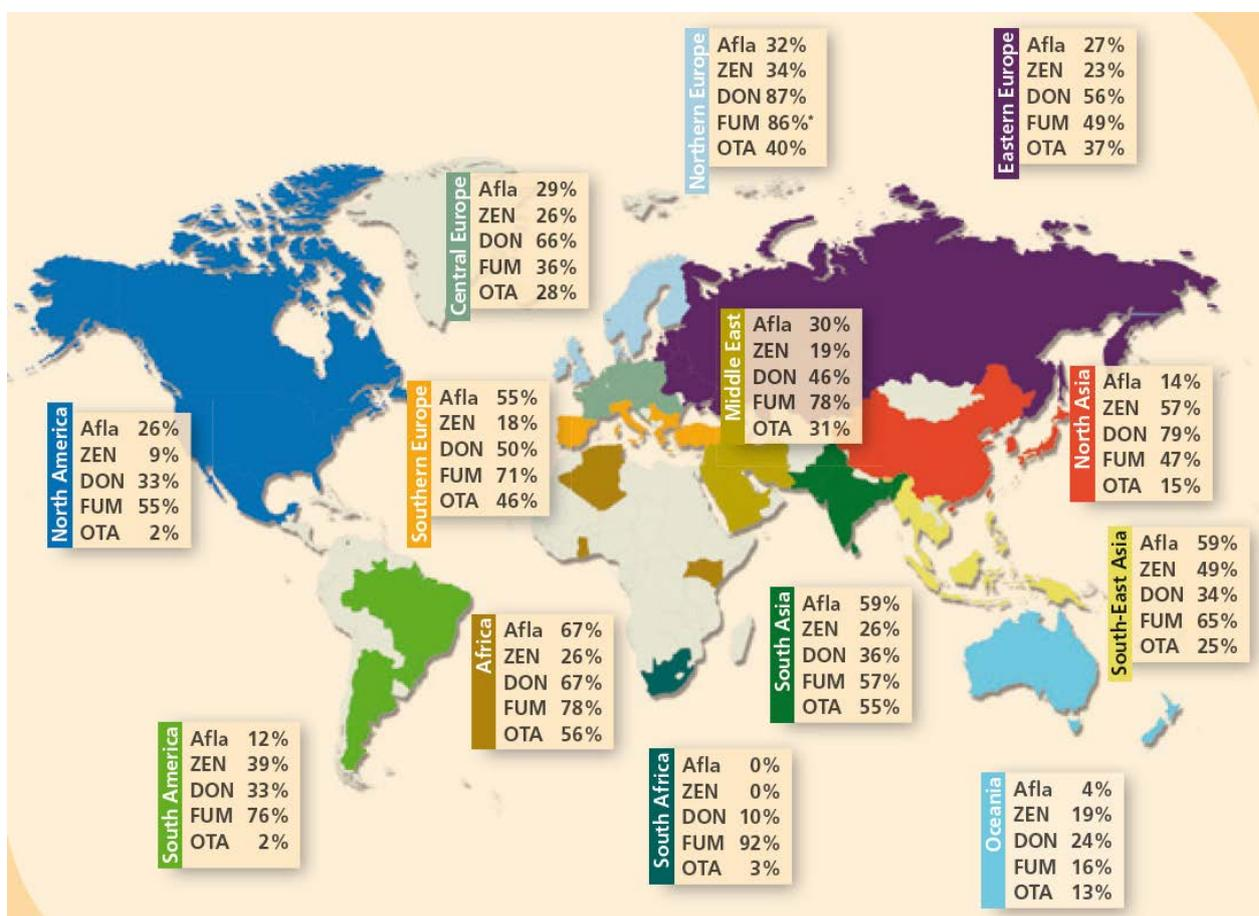 Northern Europe
Afla 32%
ZEN 34%
DON 87%
FUM 86%*
OTA 40%
Eastern Europe
Afla 27%
ZEN 23%
DON 56%
FUM 49%
OTA 37%
Central Europe
Afla 29%
ZEN 26%
DON 66%
FUM 36%
OTA 28%
Middle East
Afla 30%
ZEN 19%
DON 46%
FUM 78%
OTA 31%
North Asia
Afla 14%
ZEN 57%
DON 79%
FUM 47%
OTA 15%
Southern Europe
Afla 55%
ZEN 18%
DON 50%
FUM 71%
OTA 46%
North America
Afla 26%
ZEN 9%
DON 33%
FUM 55%
OTA 2%
South-East Asia
Afla 59%
ZEN 49%
DON 34%
FUM 65%
OTA 25%
South Asia
Afla 59%
ZEN 26%
DON 36%
FUM 57%
OTA 55%
Africa
Afla 67%
ZEN 26%
DON 67%
FUM 78%
OTA 56%
South America
Afla 12%
ZEN 39%
DON 33%
FUM 76%
OTA 2%
South Africa
Afla 0%
ZEN 0%
DON 10%
FUM 92%
OTA 3%
Oceania
Afla 4%
ZEN 19%
DON 24%
FUM 16%
OTA 13%